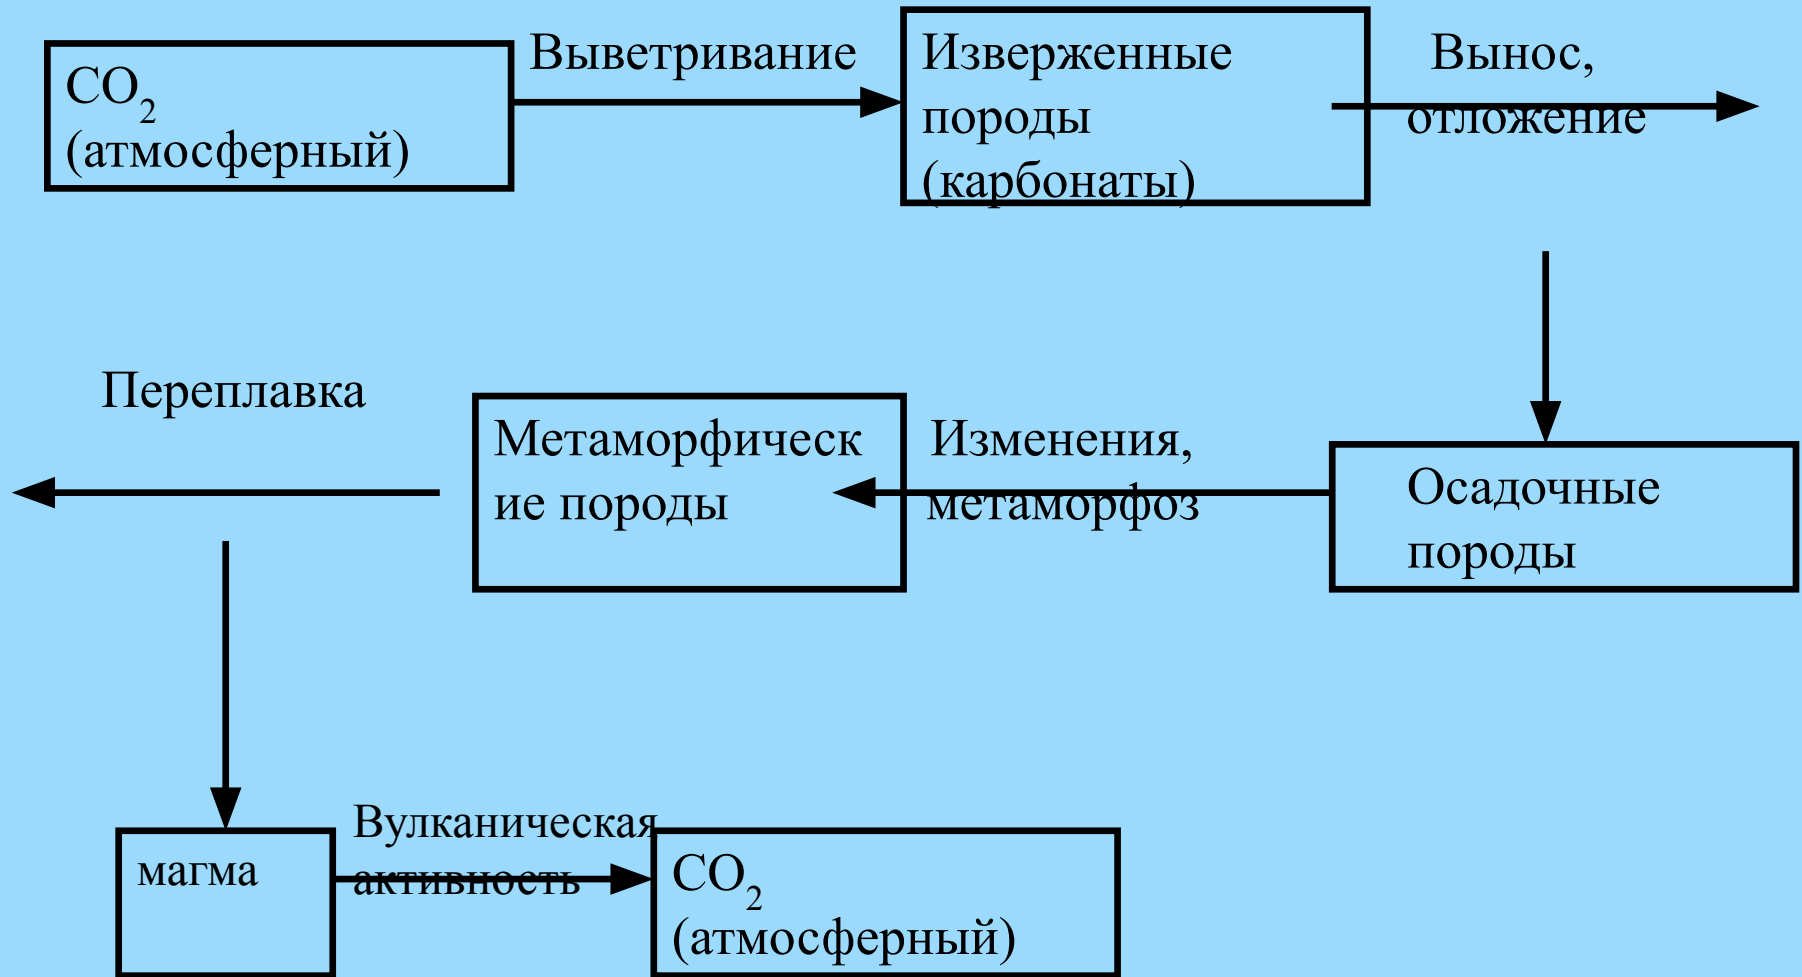 CO2
(атмосферный)
Выветривание
Изверженные
породы
(карбонаты)
Вынос,
отложение
Переплавка
Метаморфическ
ие породы
Изменения,
метаморфоз
Осадочные
породы
магма
Вулканическая
активность
CO2
(атмосферный)